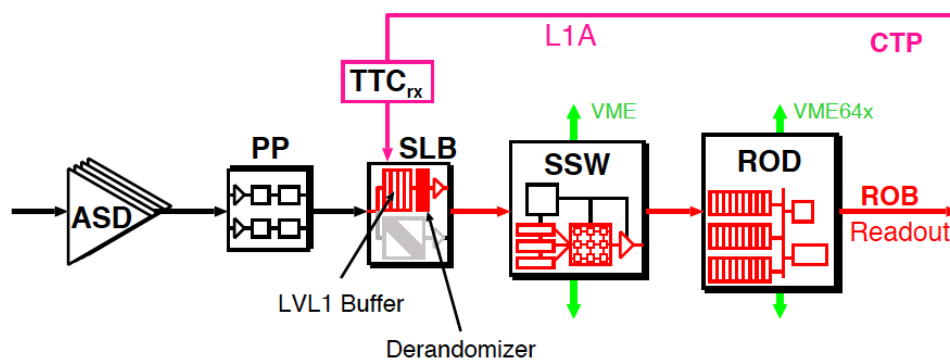 L1A
CTP
TTCrx
VME
VME64x
PP
SLB
SSW
ROD
ASD
ROB
Readout
LVL1 Buffer
Derandomizer